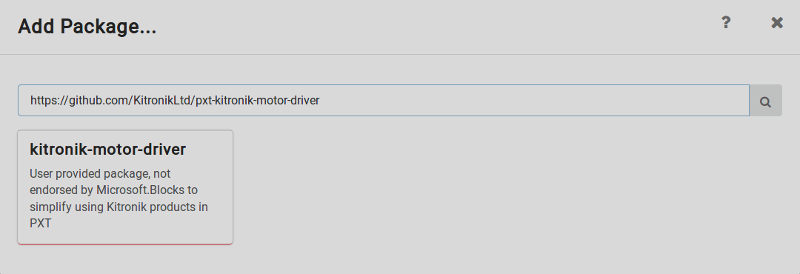 Add Package...
?
https://github.com/KitronikLtd/pxt-kitronik-motor-driver
kitronik-motor-driver
User provided package, not
endorsed by Microsoft.Blocks to
simplify using Kitronik products in
PXT